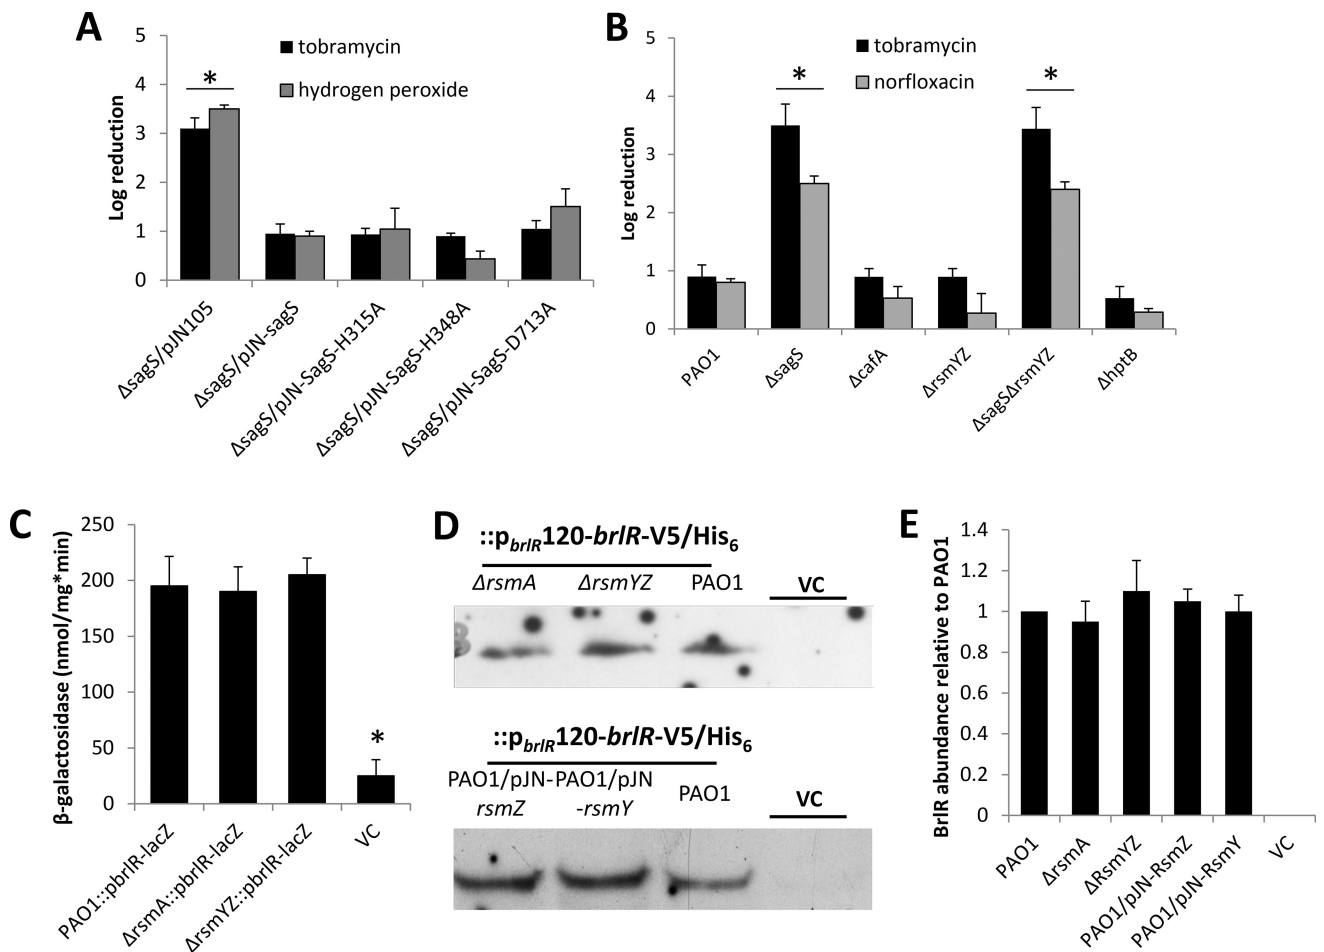 A
5
4
3
2
1
0
Log reduction
tobramycin
hydrogen peroxide
*
ΔsagS/pJN105
ΔsagS/pJN-sagS
ΔsagS/pJN-SagS-H315A
ΔsagS/pJN-SagS-H348A
ΔsagS/pJN-SagS-D713A
B
5
4
3
2
1
0
Log reduction
tobramycin
norfloxacin
*
*
PAO1
ΔsagS
ΔcafA
ΔrsmYZ
ΔsagSΔrsmYZ
ΔhptB
C
250
200
150
100
50
0
β-galactosidase (nmol/mg*min)
*
PAO1::pbrlR-lacZ
ΔrsmA::pbrlR-lacZ
ΔrsmYZ::pbrlR-lacZ
VC
D
::pbrlR120-brlR-V5/His6
ΔrsmA ΔrsmYZ PAO1 VC
::pbrlR120-brlR-V5/His6
PAO1/pJN- PAO1/pJN PAO1 VC
rsmZ -rsmY
E
1.4
1.2
1
0.8
0.6
0.4
0.2
0
BrlR abundance relative to PAO1
PAO1
ΔrsmA
ΔRsmYZ
PAO1/pJN-RsmZ
PAO1/pJN-RsmY
VC